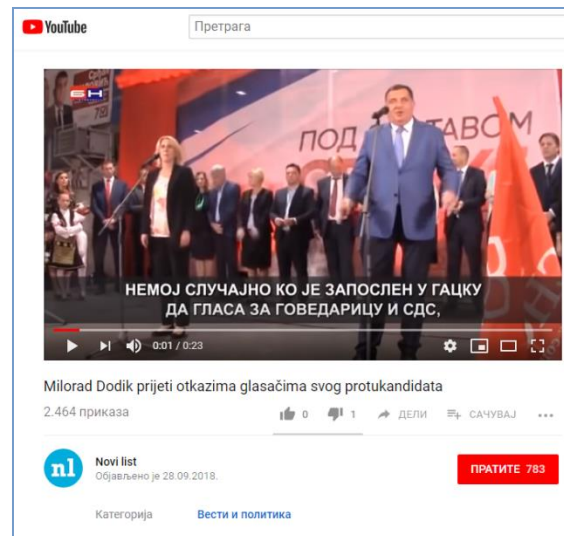 YouTube
Претрага
БН
ПОД
СТАВОМ
НЕМОЈ СЛУЧАЈНО КО ЈЕ ЗАПОСЛЕН У ГАЦКУ
ДА ГЛАСА ЗА ГОВЕДАРИЦУ И СДС,
0:01 / 0:23
Milorad Dodik prijeti otkazima glasačima svog protukandidata
2.464 приказа
0
1
ДЕЛИ
САЧУВАЈ
nl
Novi list
Објављено је 28.09.2018.
ПРАТИТЕ 783
Категорија
Вести и политика